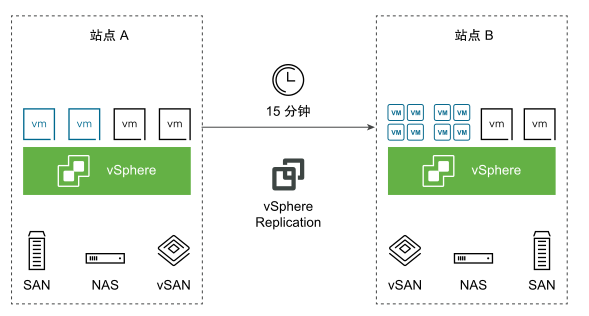 站点 A
站点 B
15 分钟
vm vm vm vm
VM VM VM VM vm vm
VM VM VM VM
vSphere
vSphere
vSphere
Replication
SAN NAS vSAN
vSAN NAS SAN